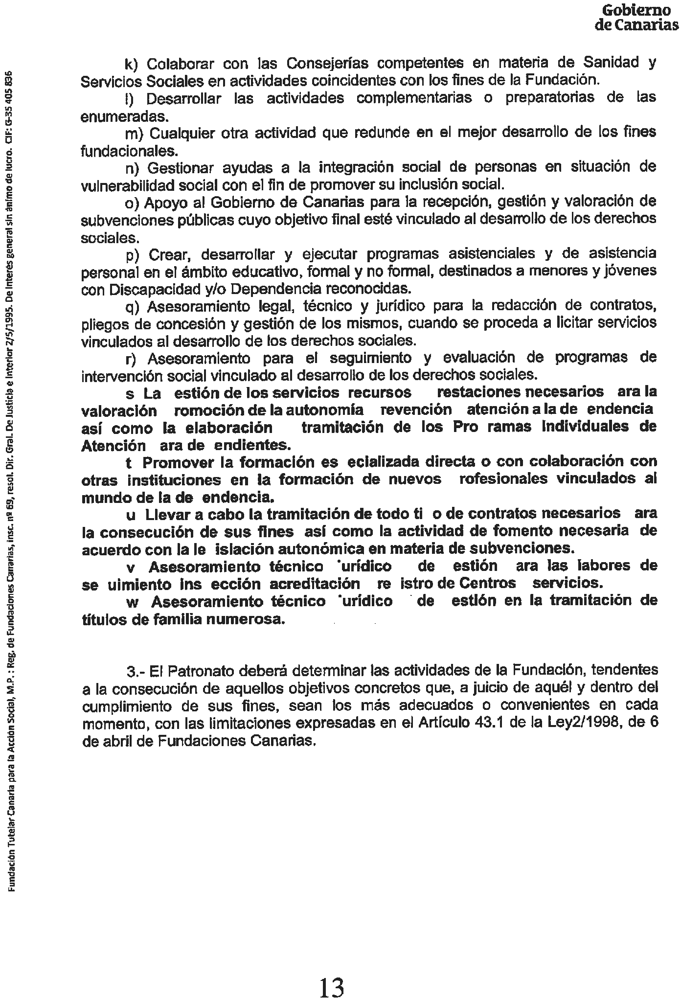 Gobierno
de Canarias
k) Colaborar con las Consejerías competentes en materia de Sanidad y
Servicios Sociales en actividades coincidentes con los fines de la Fundación.
l) Desarrollar las actividades complementarias o preparatorias de las
enumeradas.
m) Cualquier otra actividad que redunde en el mejor desarrollo de los fines
fundacionales.
n) Gestionar ayudas a la integración social de personas en situación de
vulnerabilidad social con el fin de promover su inclusión social.
o) Apoyo al Gobierno de Canarias para la recepción, gestión y valoración de
subvenciones públicas cuyo objetivo final esté vinculado al desarrollo de los derechos
sociales.
p) Crear, desarrollar y ejecutar programas asistenciales y de asistencia
personal en el ámbito educativo, formal y no formal, destinados a menores y jóvenes
con Discapacidad y/o Dependencia reconocidas.
q) Asesoramiento legal, técnico y jurídico para la redacción de contratos,
pliegos de concesión y gestión de los mismos, cuando se proceda a licitar servicios
vinculados al desarrollo de los derechos sociales.
r) Asesoramiento para el seguimiento y evaluación de programas de
intervención social vinculado al desarrollo de los derechos sociales.
s La estión de los servicios recursos restaciones necesarios ara la
valoración romoción de la autonomía revención atención a la de endencia
así como la elaboración tramitación de los Pro ramas Individuales de
Atención ara de endientes.
t Promover la formación es ecializada directa o con colaboración con
otras instituciones en la formación de nuevos rofesionales vinculados al
mundo de la de endencia.
u Llevar a cabo la tramitación de todo ti o de contratos necesarios ara
la consecución de sus fines así como la actividad de fomento necesaria de
acuerdo con la le islación autonómica en materia de subvenciones.
v Asesoramiento técnico urídico de estión ara las labores de
se uimiento ins ección acreditación re istro de Centros servicios.
w Asesoramiento técnico urídico de estión en la tramitación de
títulos de familia numerosa.
3.- El Patronato deberá determinar las actividades de la Fundación, tendentes
a la consecución de aquellos objetivos concretos que, a juicio de aquél y dentro del
cumplimiento de sus fines, sean los más adecuados o convenientes en cada
momento, con las limitaciones expresadas en el Artículo 43.1 de la Ley2/1998, de 6
de abril de Fundaciones Canarias.
Fundación Tutelar Canaria para la Acción Social, M.P. : Reg. de Fundaciones Canarias, insc. nº 69, resol. Dir. Gral. De Justicia e Interior 2/5/1995. De Interés general sin ánimo de lucro. CIF: G-35 405 836
13